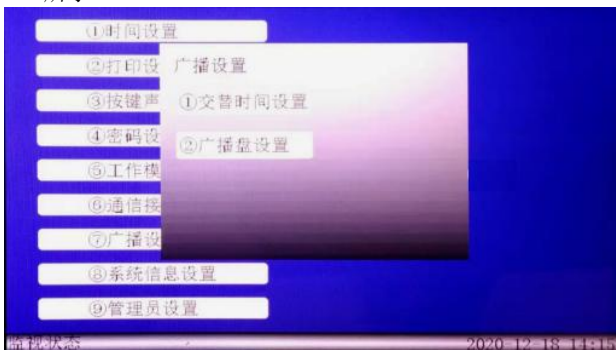 ①时间设置
②打印设
广播设置
③按键声
①交替时间设置
④密码设
②广播盘设置
⑤工作模
⑥通信接
⑦广播设
⑧系统信息设置
⑨管理员设置
监视状态
2020-12-18 14:15